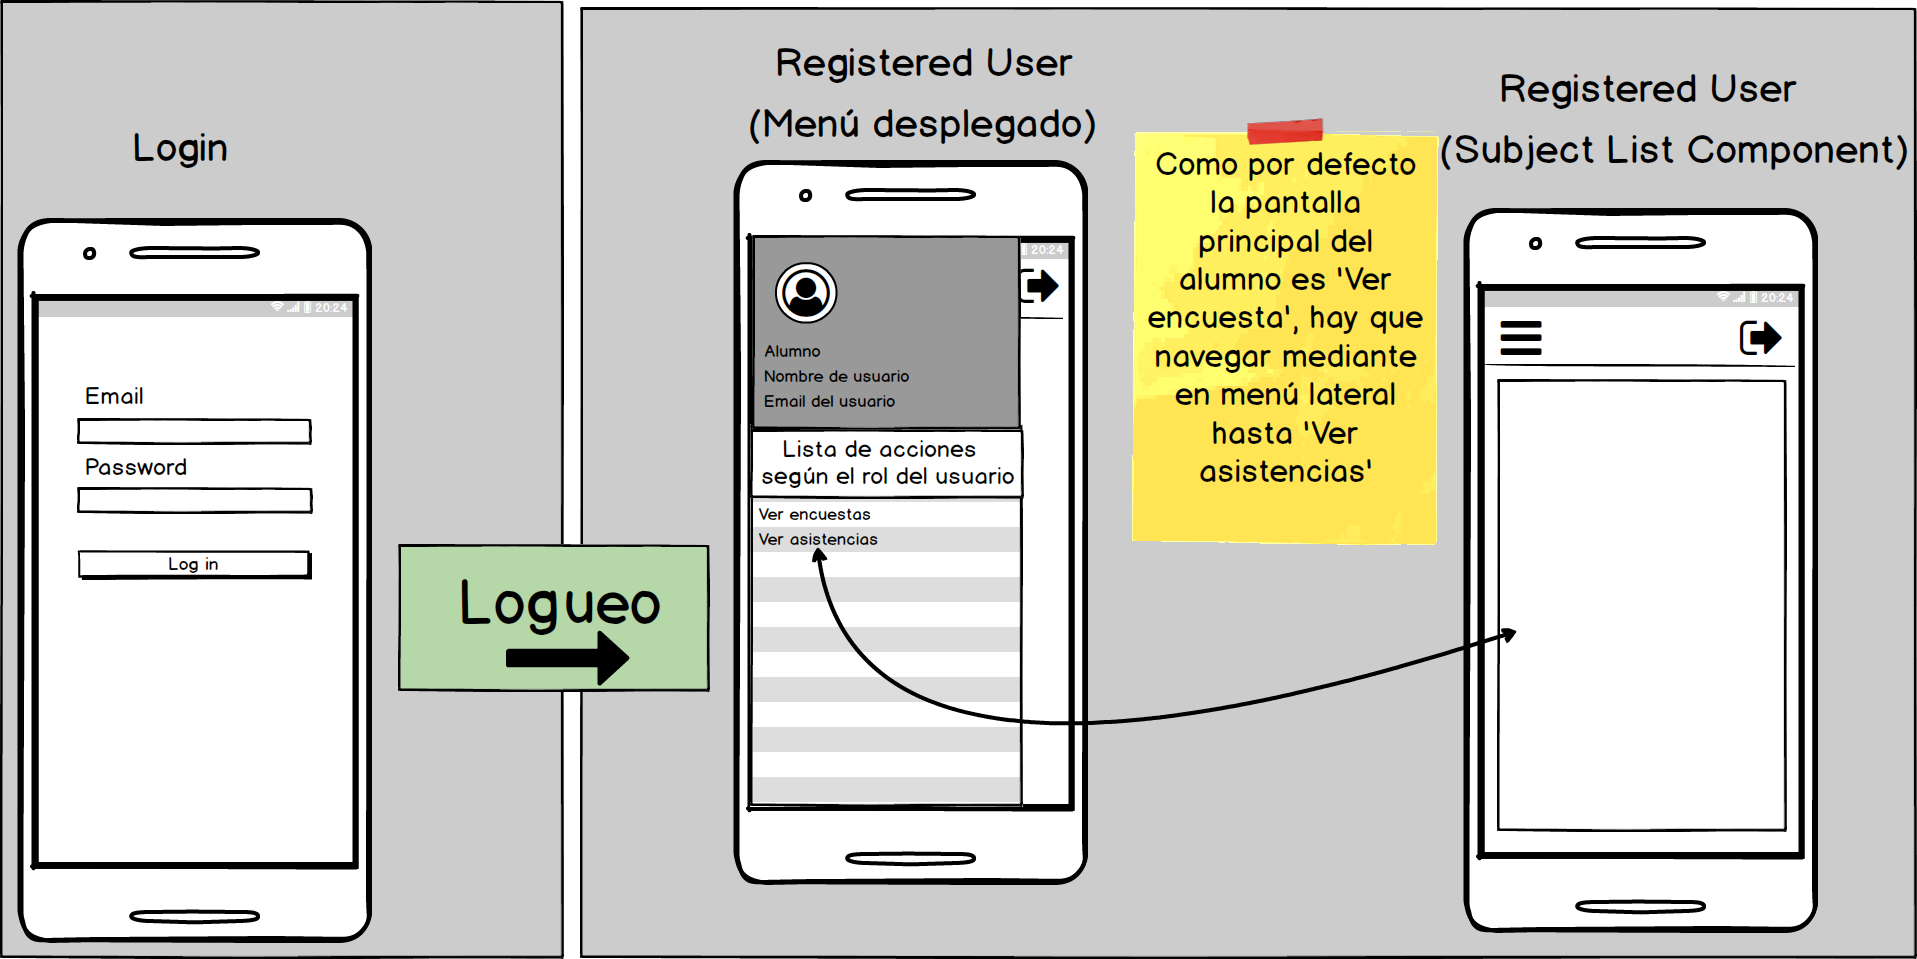 Login
20:24
Email
Password
Log in
Logueo
Registered User
(Menú desplegado)
20:24
Alumno
Nombre de usuario
Email del usuario
Lista de acciones
según el rol del usuario
Ver encuestas
Ver asistencias
Como por defecto
la pantalla
principal del
alumno es 'Ver
encuesta', hay que
navegar mediante
en menú lateral
hasta 'Ver
asistencias'
Registered User
(Subject List Component)
20:24